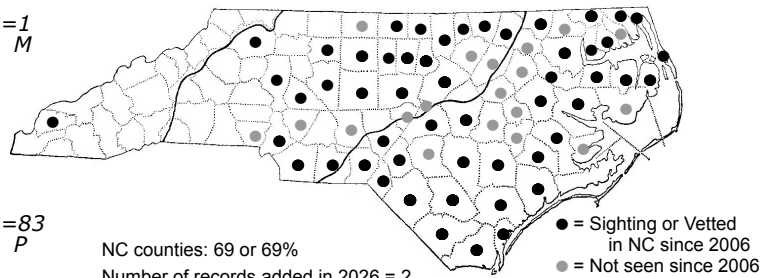 =1
M
=83
P
NC counties: 69 or 69%
Number of records added in 2026 = 2
● = Sighting or Vetted
in NC since 2006
● = Not seen since 2006